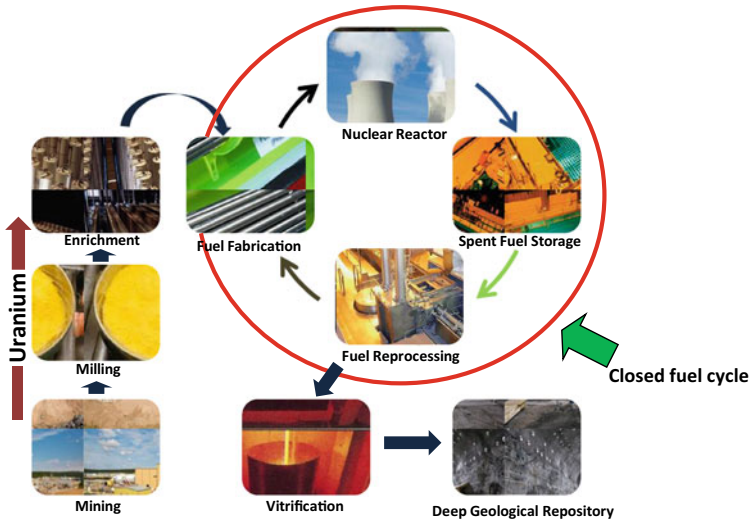 Nuclear Reactor
Enrichment
Fuel Fabrication
Spent Fuel Storage
Uranium
Milling
Fuel Reprocessing
Closed fuel cycle
Mining
Vitrification
Deep Geological Repository